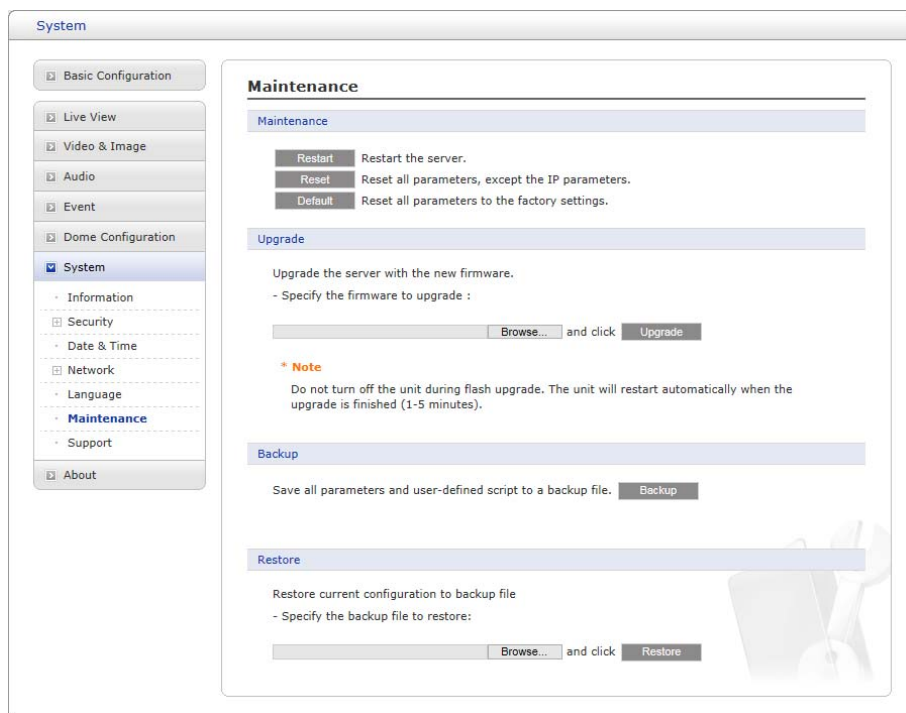 System
Basic Configuration
Live View
Video & Image
Audio
Event
Dome Configuration
System
Information
Security
Date & Time
Network
Language
Maintenance
Support
About
Maintenance
Maintenance
Restart Restart the server.
Reset Reset all parameters, except the IP parameters.
Default Reset all parameters to the factory settings.
Upgrade
Upgrade the server with the new firmware.
- Specify the firmware to upgrade :
Browse... and click Upgrade
* Note
Do not turn off the unit during flash upgrade. The unit will restart automatically when the
upgrade is finished (1-5 minutes).
Backup
Save all parameters and user-defined script to a backup file. Backup
Restore
Restore current configuration to backup file
- Specify the backup file to restore:
Browse... and click Restore